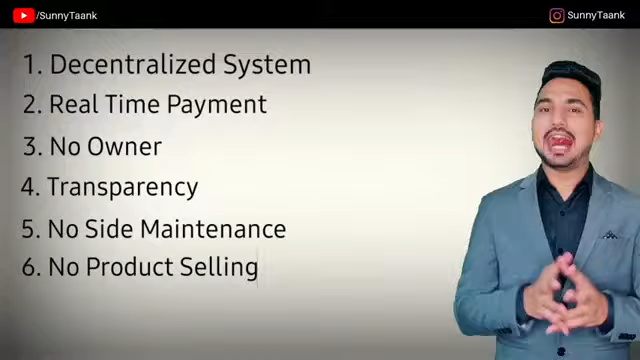 /SunnyTaank
SunnyTaank
1. Decentralized System
2. Real Time Payment
3. No Owner
4. Transparency
5. No Side Maintenance
6. No Product Selling